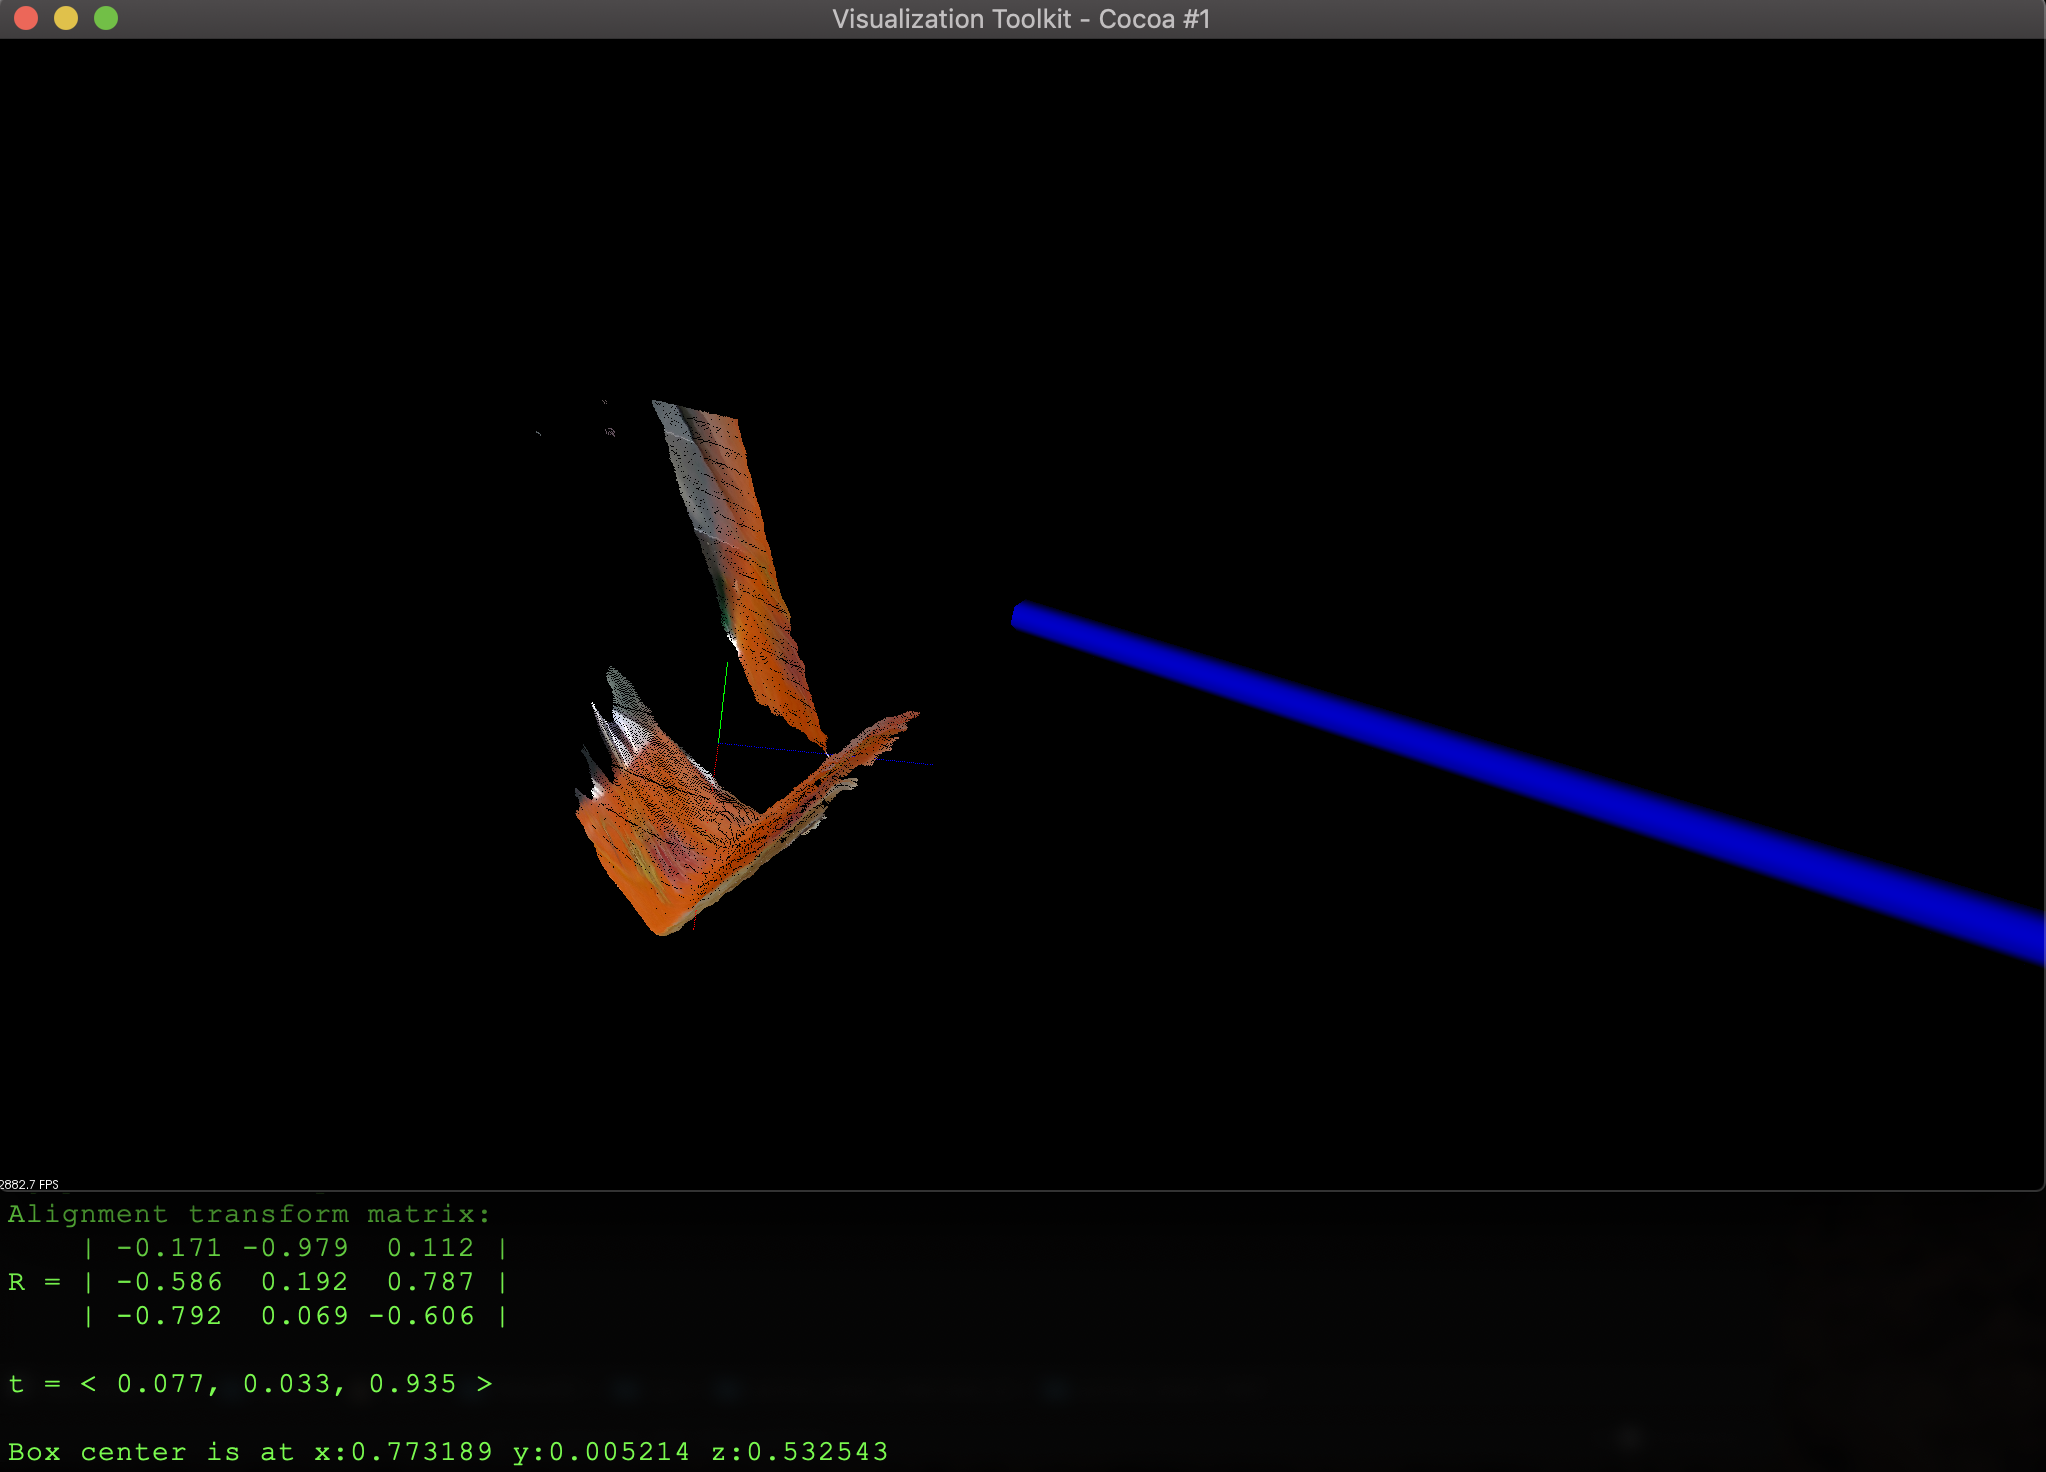 Visualization Toolkit - Cocoa #1
2882.7 FPS
Alignment transform matrix:
| -0.171 -0.979 0.112 |
R = | -0.586 0.192 0.787 |
| -0.792 0.069 -0.606 |
t = < 0.077, 0.033, 0.935 >
Box center is at x:0.773189 y:0.005214 z:0.532543